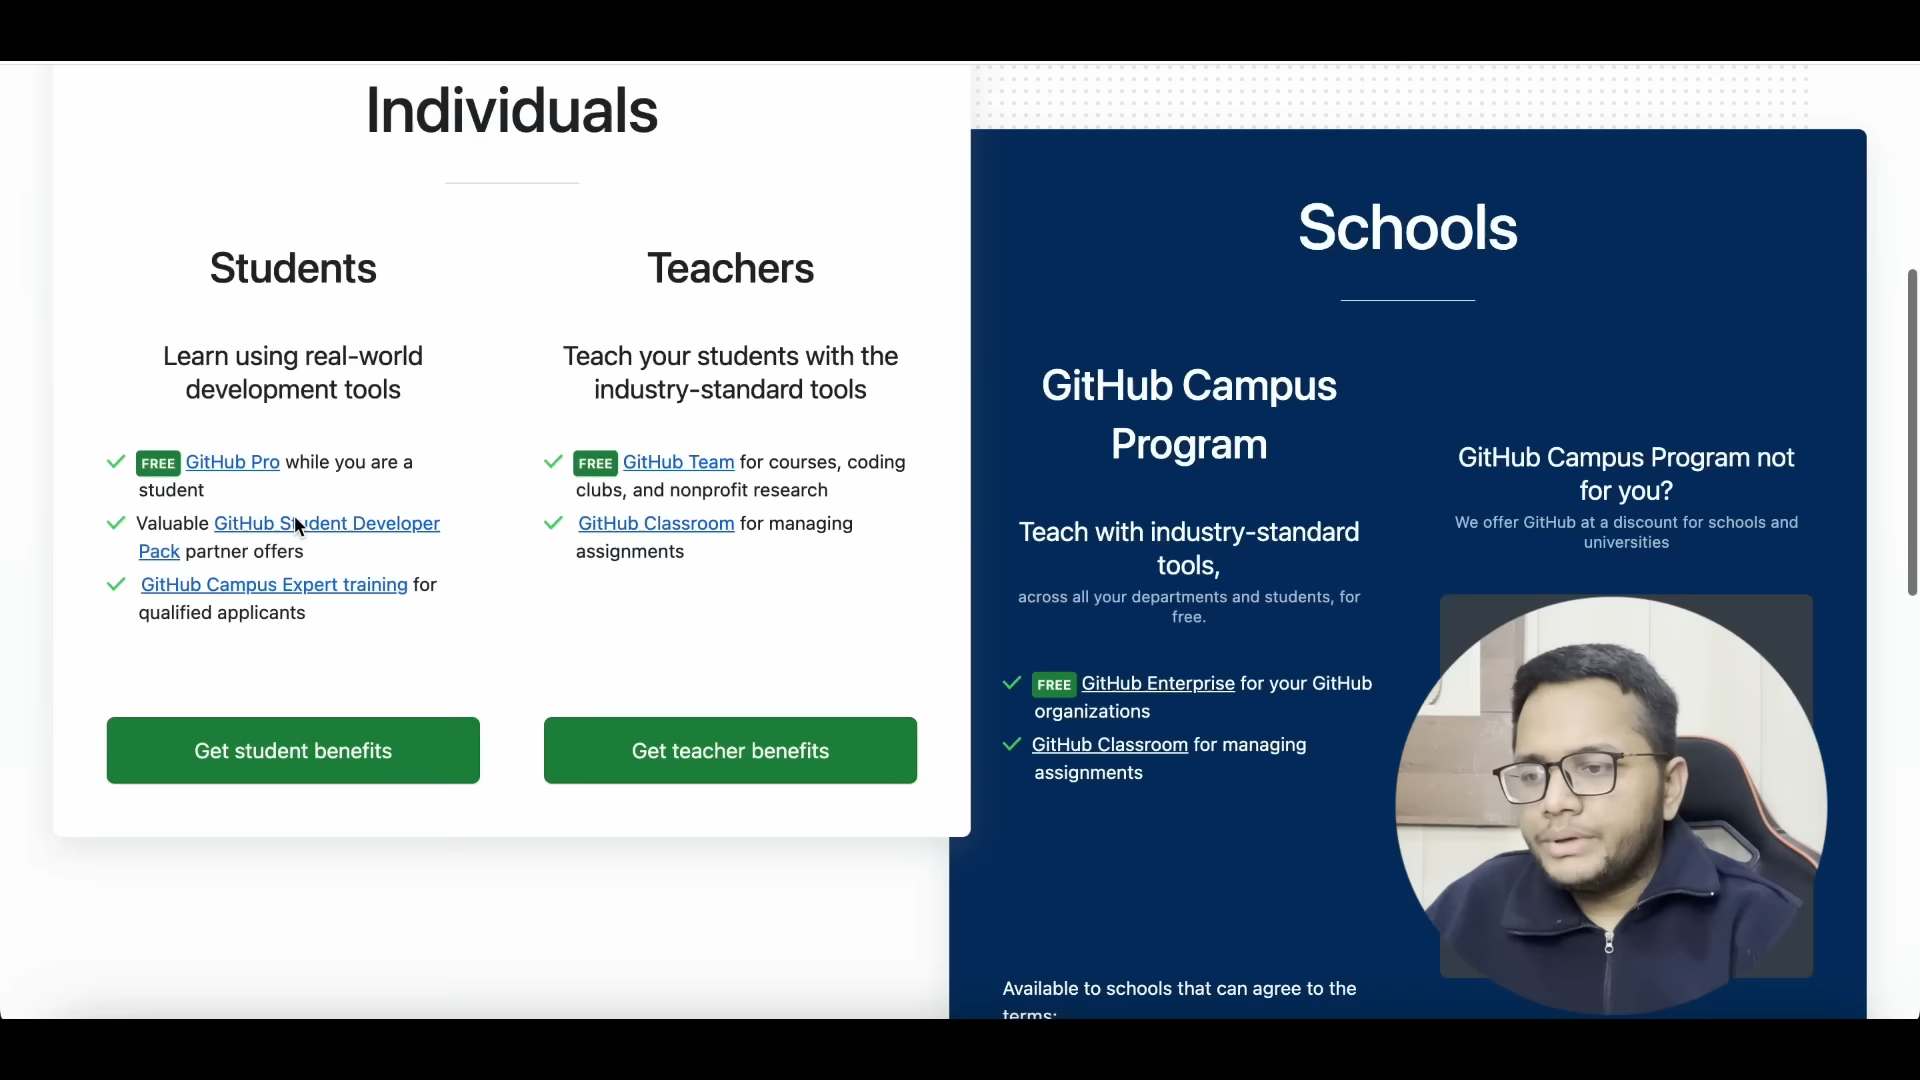 Individuals
Students
Learn using real-world
development tools
FREE GitHub Pro while you are a
student
Valuable GitHub Student Developer
Pack partner offers
GitHub Campus Expert training for
qualified applicants
Get student benefits
Teachers
Teach your students with the
industry-standard tools
FREE GitHub Team for courses, coding
clubs, and nonprofit research
GitHub Classroom for managing
assignments
Get teacher benefits
Schools
GitHub Campus
Program
Teach with industry-standard
tools,
across all your departments and students, for
free.
FREE GitHub Enterprise for your GitHub
organizations
GitHub Classroom for managing
assignments
Available to schools that can agree to the
terms:
GitHub Campus Program not
for you?
We offer GitHub at a discount for schools and
universities